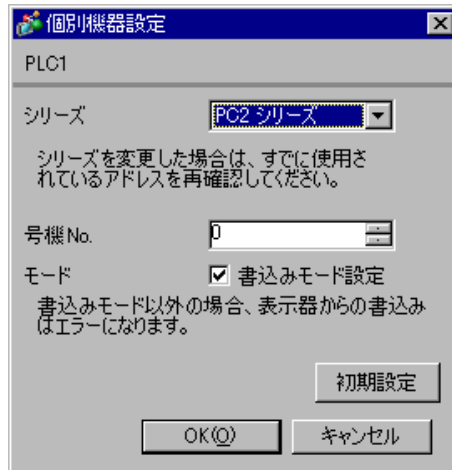 個別機器設定
PLC1
シリーズ PC2 シリーズ
シリーズを変更した場合は、すでに使用さ
れているアドレスを再確認してください。
号機No. 0
モード 書込みモード設定
書込みモード以外の場合、表示器からの書込み
はエラーになります。
初期設定
OK(O) キャンセル